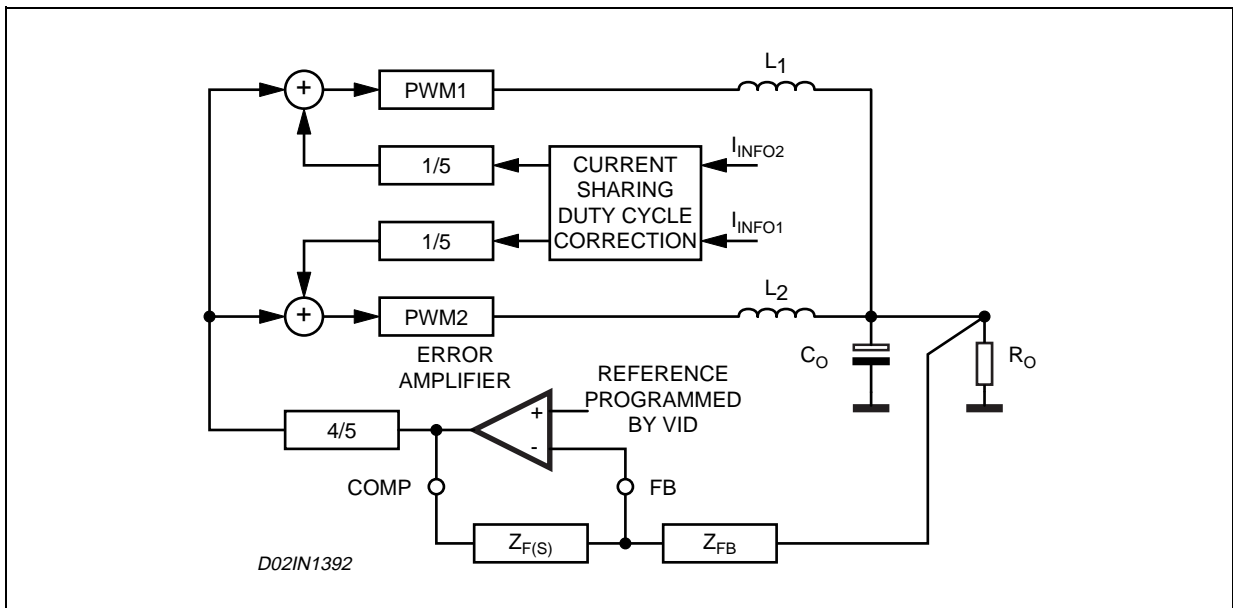 L1
+
PWM1
1/5
CURRENT
SHARING
DUTY CYCLE
CORRECTION
IINFO2
1/5
IINFO1
+
PWM2
L2
ERROR
AMPLIFIER
REFERENCE
PROGRAMMED
BY VID
CO
RO
4/5
+
-
COMP
FB
ZF(S)
ZFB
D02IN1392